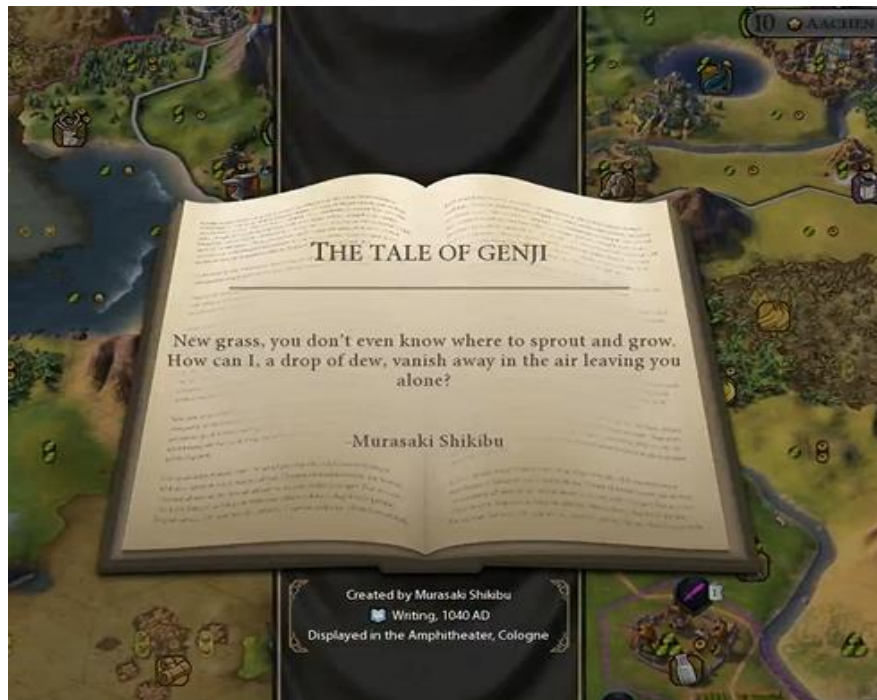 10 AACHEN
THE TALE OF GENJI
New grass, you don't even know where to sprout and grow.
How can I, a drop of dew, vanish away in the air leaving you
alone?
-Murasaki Shikibu
Created by Murasaki Shikibu
Writing, 1040 AD
Displayed in the Amphitheater, Cologne